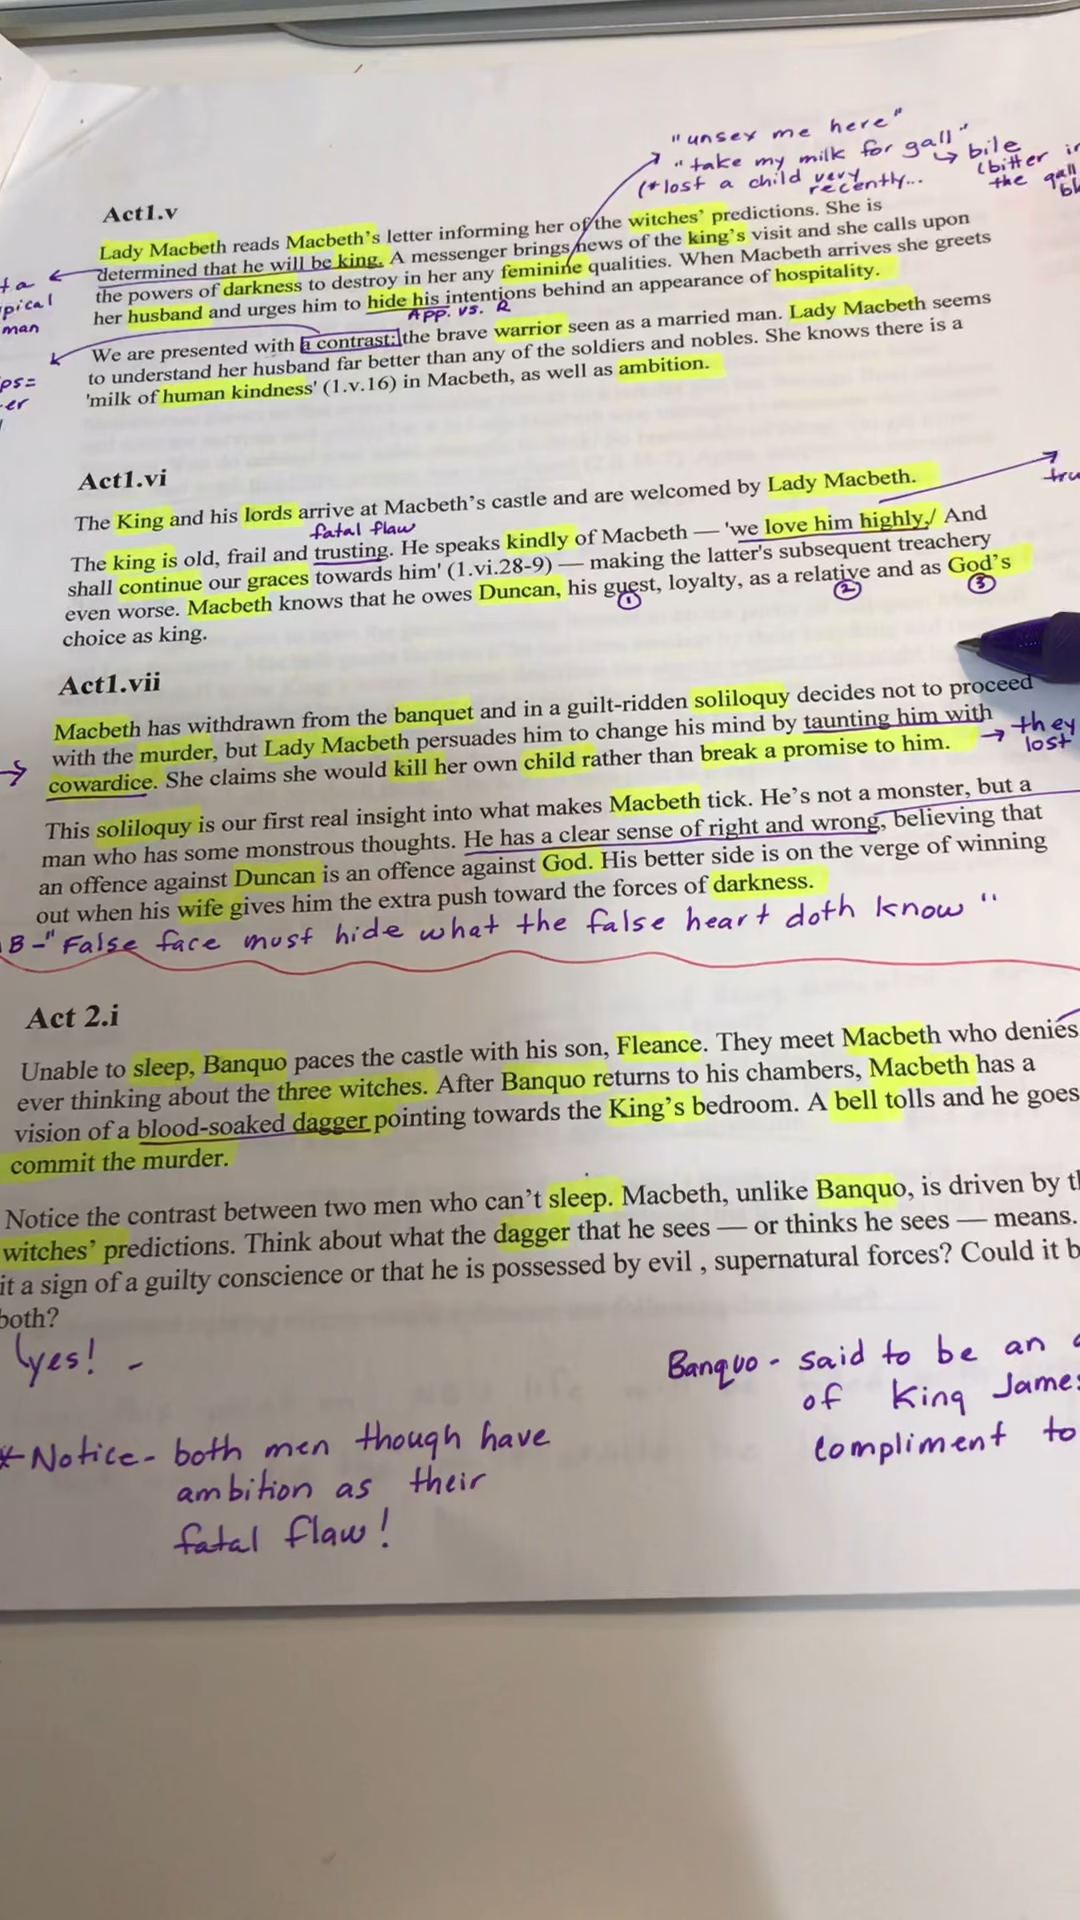 "unsex me here"
"take my milk for gall" → bile
(bitter
(* lost a child very recently...
the gall
Act1.v
Lady Macbeth reads Macbeth's letter informing her of the witches' predictions. She is
determined that he will be king. A messenger brings news of the king's visit and she calls upon
the powers of darkness to destroy in her any feminine qualities. When Macbeth arrives she greets
her husband and urges him to hide his intentions behind an appearance of hospitality.
man
App. vs. R
We are presented with a contrast: the brave warrior seen as a married man. Lady Macbeth seems
to understand her husband far better than any of the soldiers and nobles. She knows there is a
'milk of human kindness' (1.v.16) in Macbeth, as well as ambition.
Act1.vi
The King and his lords arrive at Macbeth's castle and are welcomed by Lady Macbeth.
fatal flaw
The king is old, frail and trusting. He speaks kindly of Macbeth — 'we love him highly,/ And
shall continue our graces towards him' (1.vi.28-9) — making the latter's subsequent treachery
even worse. Macbeth knows that he owes Duncan, his guest, loyalty, as a relative and as God's
① ② ③
choice as king.
Act1.vii
Macbeth has withdrawn from the banquet and in a guilt-ridden soliloquy decides not to proceed
with the murder, but Lady Macbeth persuades him to change his mind by taunting him with
cowardice. She claims she would kill her own child rather than break a promise to him.
→ they
lost
This soliloquy is our first real insight into what makes Macbeth tick. He's not a monster, but a
man who has some monstrous thoughts. He has a clear sense of right and wrong, believing that
an offence against Duncan is an offence against God. His better side is on the verge of winning
out when his wife gives him the extra push toward the forces of darkness.
B-"False face must hide what the false heart doth know"
Act 2.i
Unable to sleep, Banquo paces the castle with his son, Fleance. They meet Macbeth who denies
ever thinking about the three witches. After Banquo returns to his chambers, Macbeth has a
vision of a blood-soaked dagger pointing towards the King's bedroom. A bell tolls and he goes
commit the murder.
Notice the contrast between two men who can't sleep. Macbeth, unlike Banquo, is driven by
witches' predictions. Think about what the dagger that he sees — or thinks he sees — means.
it a sign of a guilty conscience or that he is possessed by evil , supernatural forces? Could it b
both?
yes! -
Banquo - said to be an
of King James
compliment to
* Notice - both men though have
ambition as their
fatal flaw!